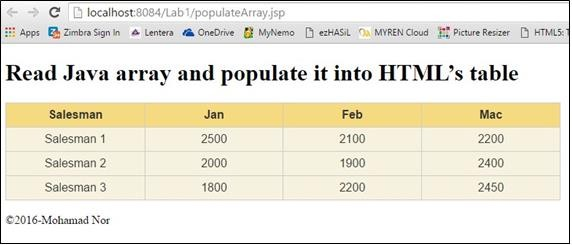 localhost:8084/Lab1/populateArray.jsp
Apps Zimbra Sign In Lentera OneDrive MyNemo ezHASiL MYREN Cloud Picture Resizer HTML5: T
Read Java array and populate it into HTML’s table
Salesman Jan Feb Mac
Salesman 1 2500 2100 2200
Salesman 2 2000 1900 2400
Salesman 3 1800 2200 2450
©2016-Mohamad Nor